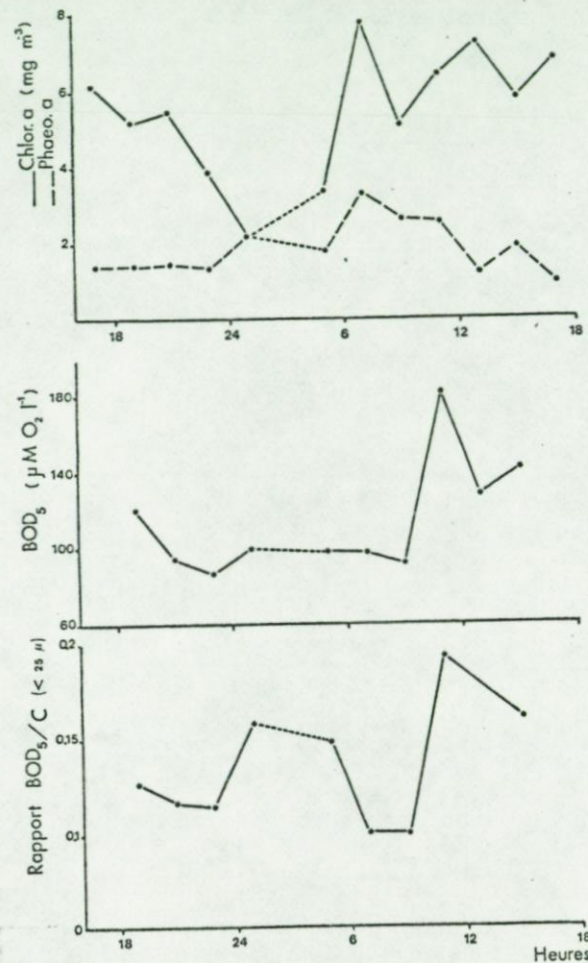 — Chlor. a (mg m⁻³)
--- Phaeo. a
8
6
4
2
18 24 6 12 18
BOD₅ (µM O₂ l⁻¹)
180
140
100
60
Rapport BOD₅/C (< 25 µ)
0,2
0,15
0,1
0
18 24 6 12 18
Heures